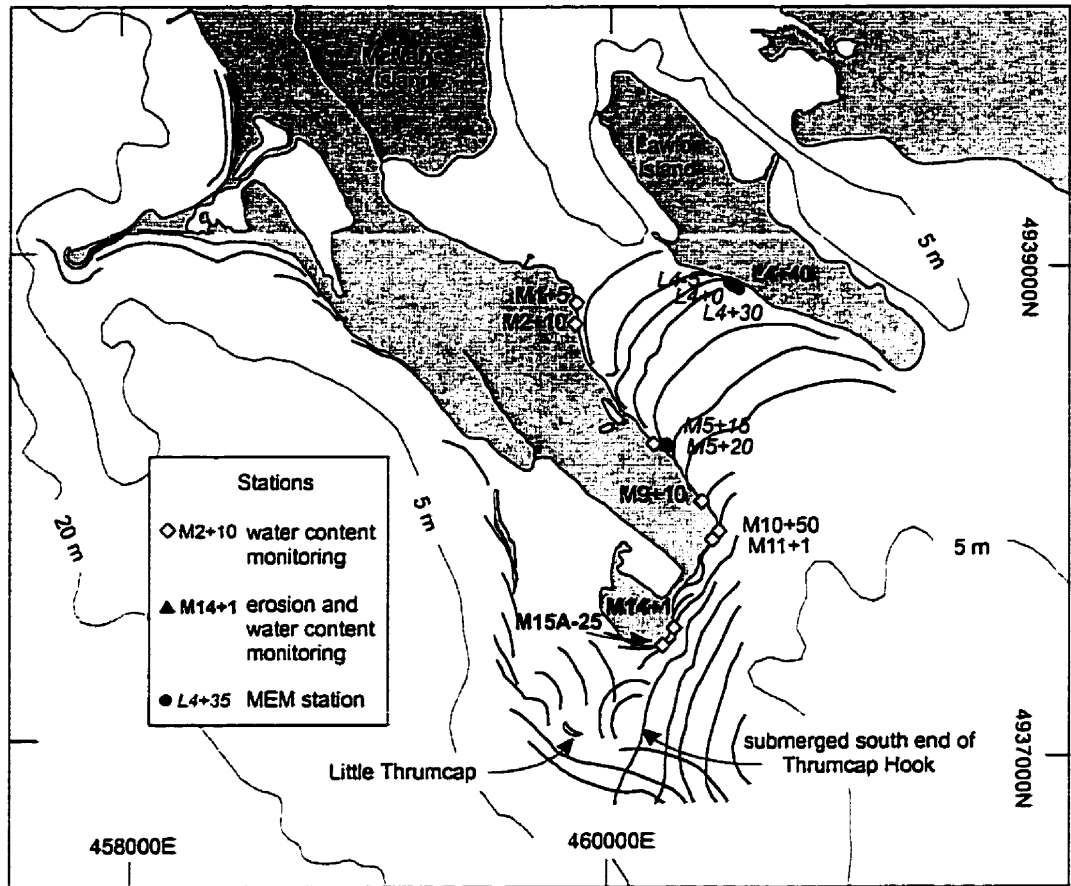 Island
Lawlor
Island
4939000N
5 m
L4+5
L4+0
L4+40
L4+30
M1+5
M2+10
M5+15
M5+20
M9+10
M10+50
M11+1
5 m
5 m
20 m
Stations
M2+10 water content
monitoring
M14+1 erosion and
water content
monitoring
L4+35 MEM station
M14+1
M15A-25
Little Thrumcap
submerged south end of
Thrumcap Hook
4937000N
458000E
460000E